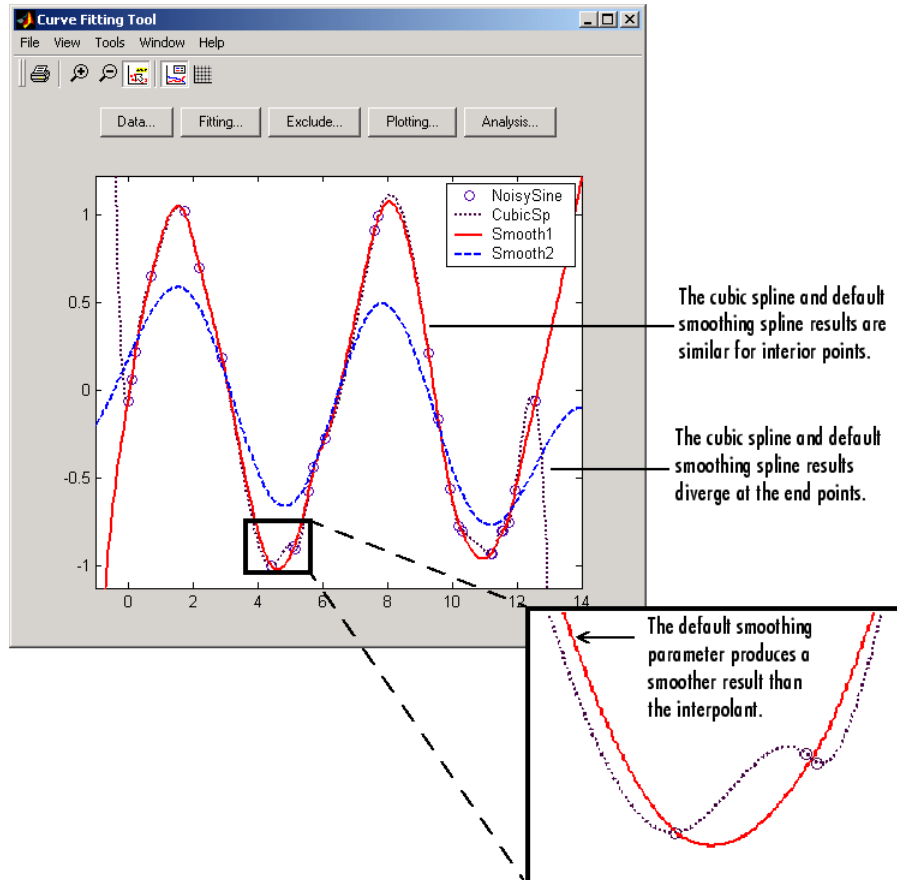 Curve Fitting Tool
File View Tools Window Help
Data... Fitting... Exclude... Plotting... Analysis...
NoisySine
CubicSp
Smooth1
Smooth2
1
0.5
0
-0.5
-1
0 2 4 6 8 10 12 14
The cubic spline and default
smoothing spline results are
similar for interior points.
The cubic spline and default
smoothing spline results
diverge at the end points.
The default smoothing
parameter produces a
smoother result than
the interpolant.